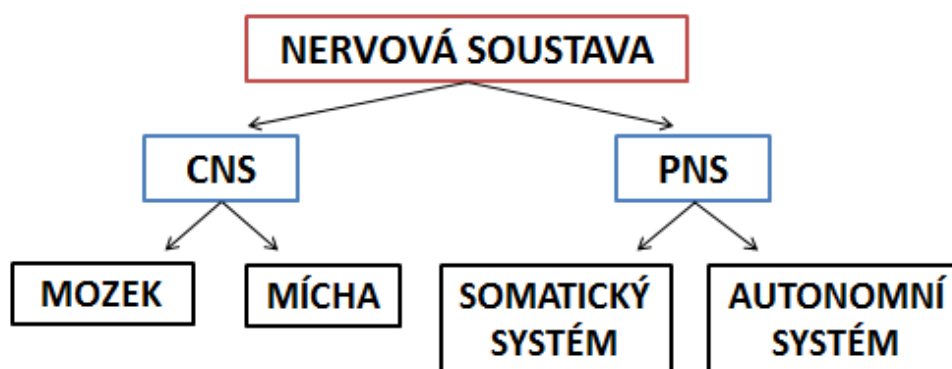 NERVOVÁ SOUSTAVA
CNS
PNS
MOZEK
MÍCHA
SOMATICKÝ
SYSTÉM
AUTONOMNÍ
SYSTÉM